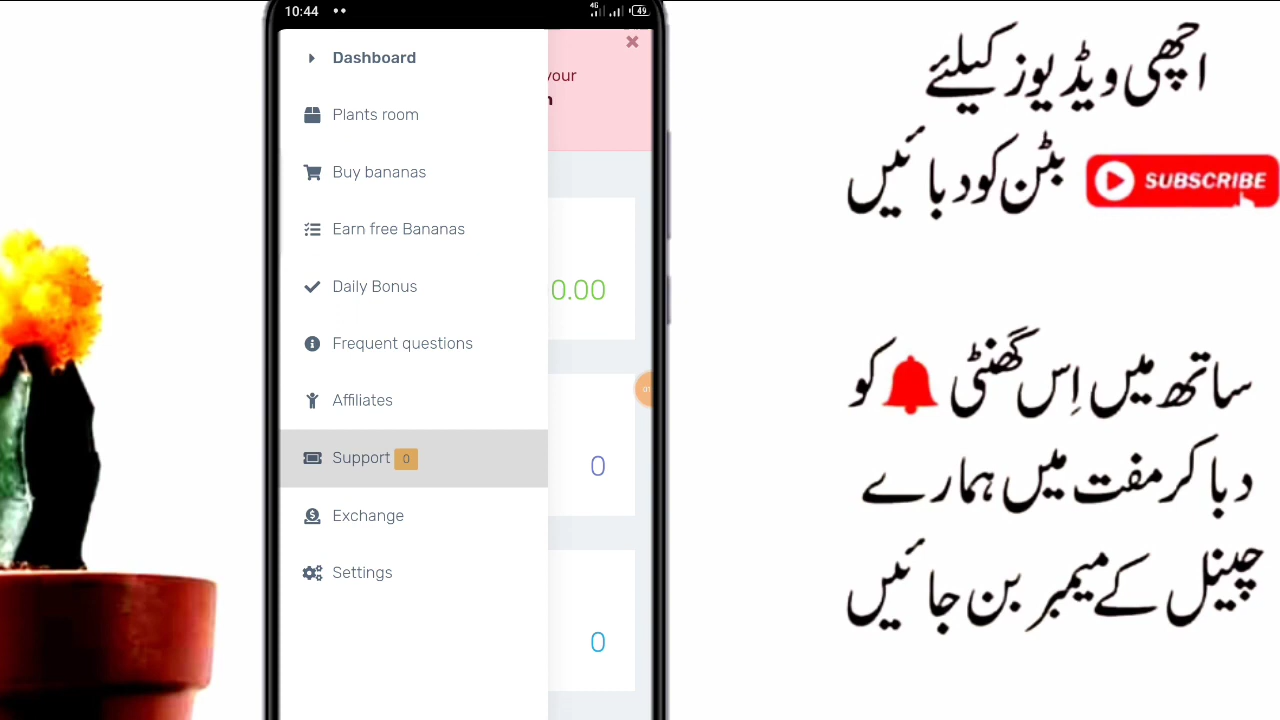 10:44
4G
49
Dashboard
Plants room
Buy bananas
Earn free Bananas
Daily Bonus
Frequent questions
Affiliates
Support 0
Exchange
Settings
your
0.00
0
0
اچھی ویڈیوز کیلئے
بٹن کو دبائیں SUBSCRIBE
ساتھ میں اِس گھنٹی کو
دبا کر مفت میں ہمارے
چینل کے میمبر بن جائیں